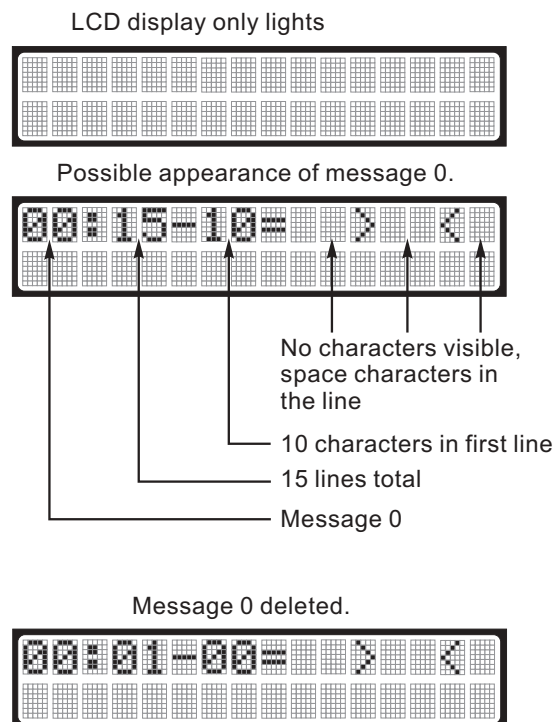 LCD display only lights
Possible appearance of message 0.
00:15-10= > <
No characters visible,
space characters in
the line
10 characters in first line
15 lines total
Message 0
Message 0 deleted.
00:01-00= > <